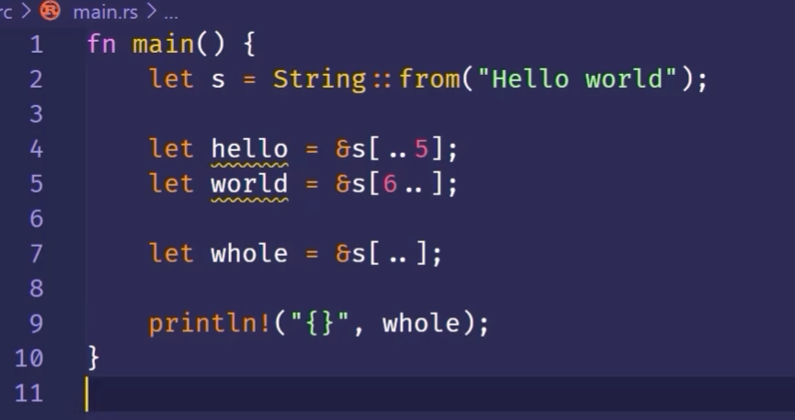 rc > main.rs > ...
1 fn main() {
2     let s = String::from("Hello world");
3
4     let hello = &s[..5];
5     let world = &s[6..];
6
7     let whole = &s[..];
8
9     println!("{}", whole);
10 }
11